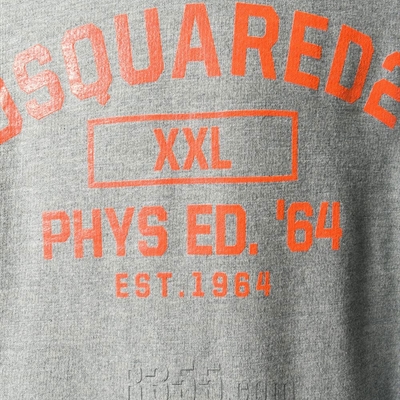 DSQUARED2
XXL
PHYS ED. '64
EST.1964